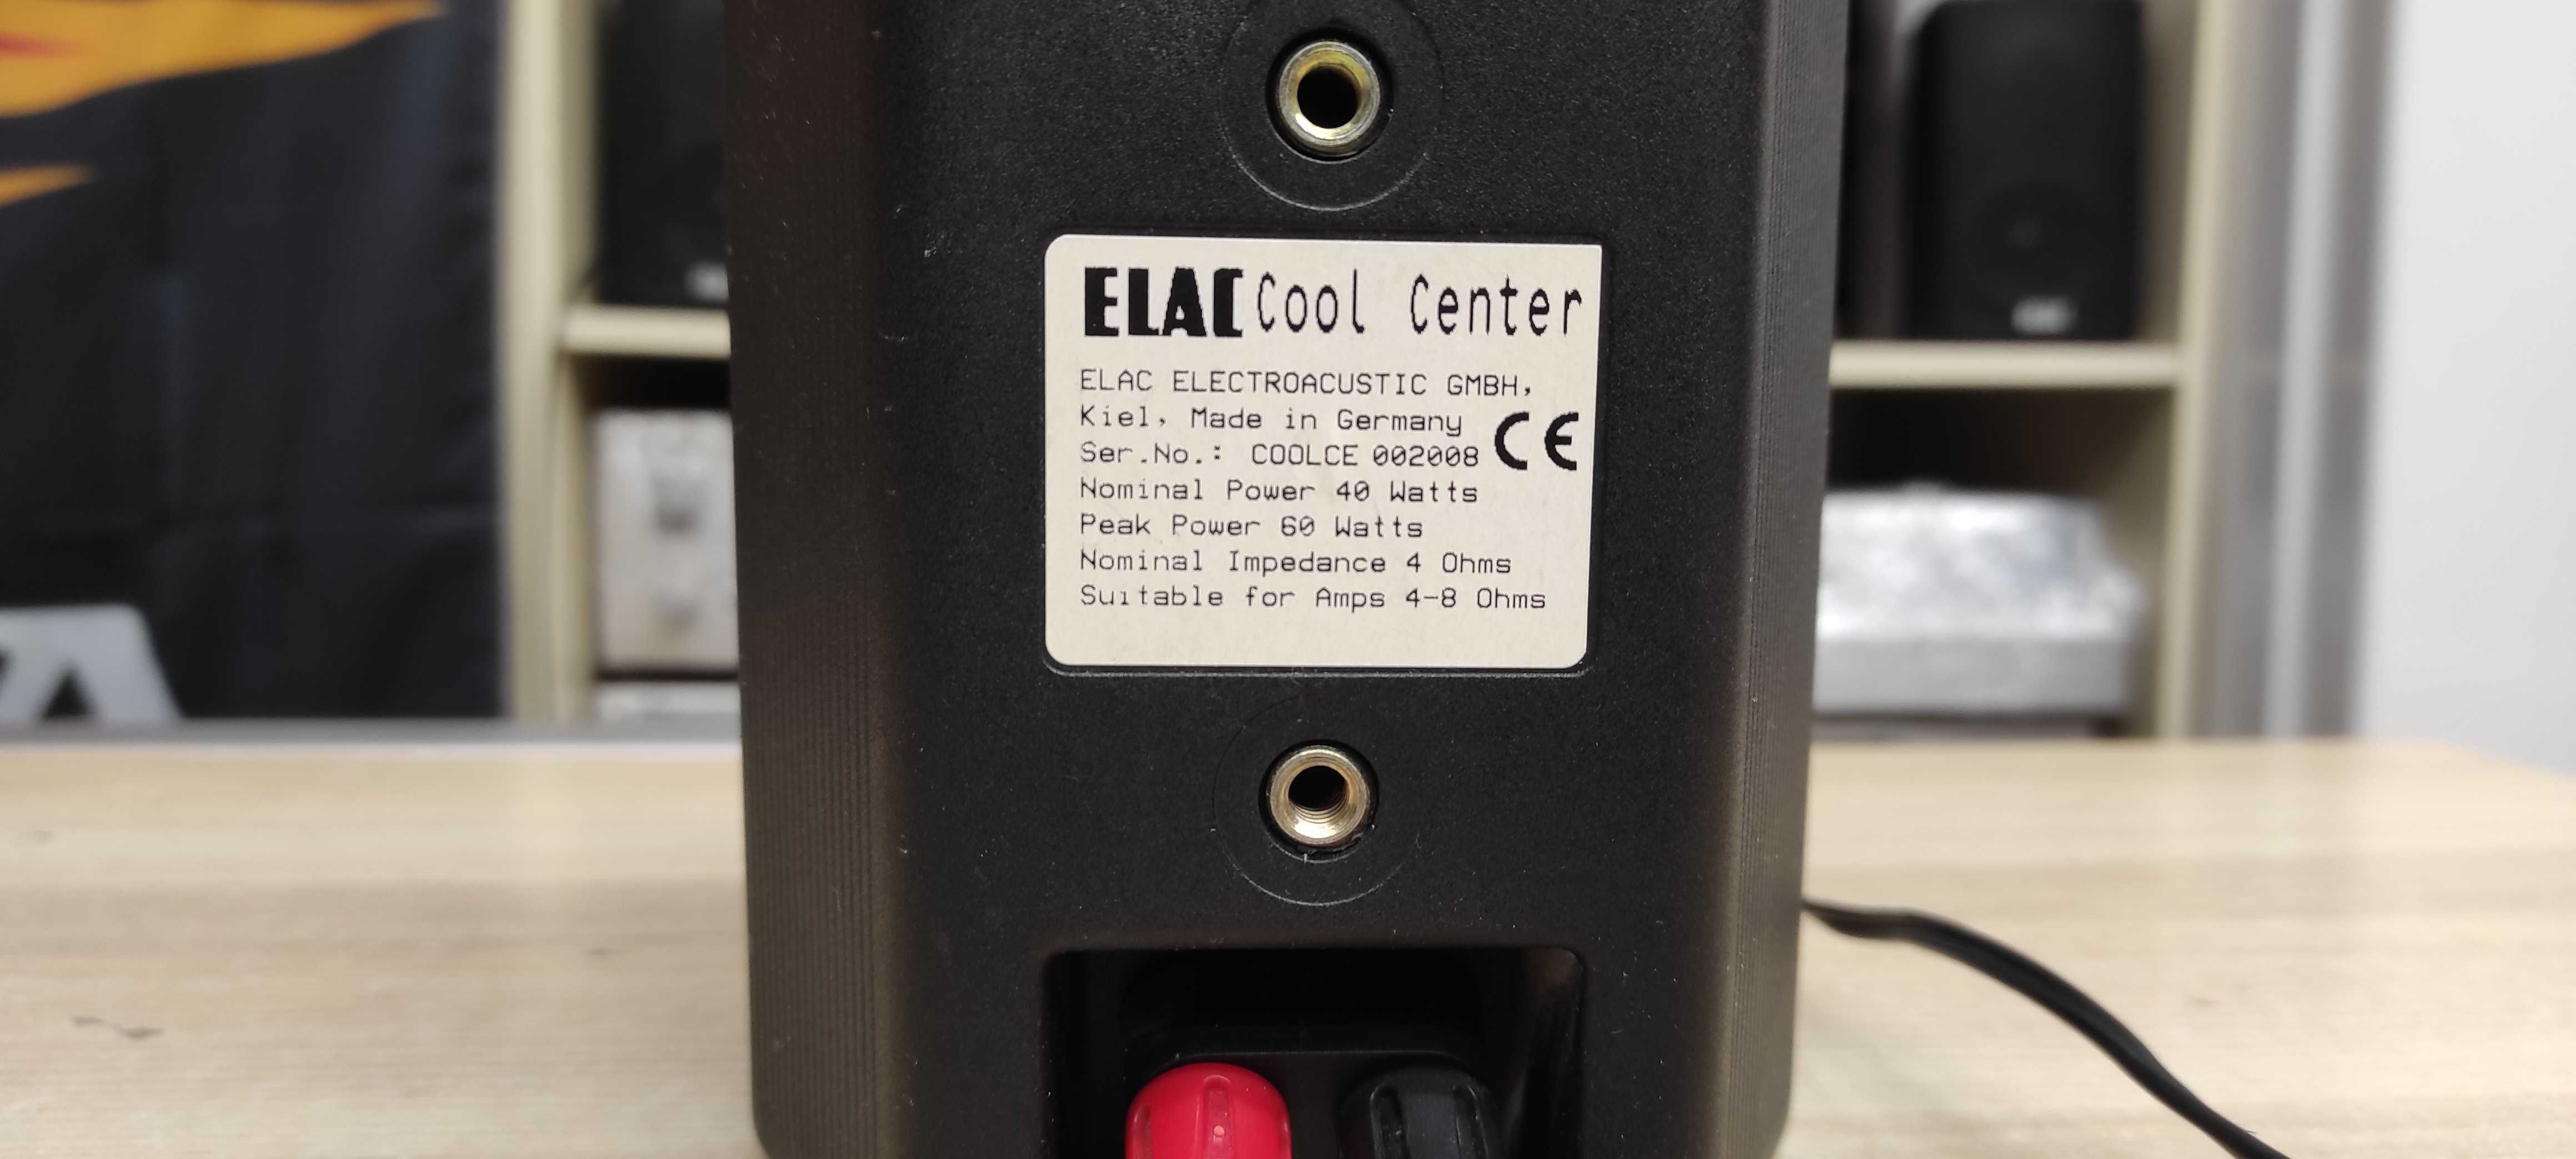 ELAC Cool Center
ELAC ELECTROACUSTIC GMBH,
Kiel, Made in Germany
CE
Ser.No.: COOLCE 002008
Nominal Power 40 Watts
Peak Power 60 Watts
Nominal Impedance 4 Ohms
Suitable for Amps 4-8 Ohms